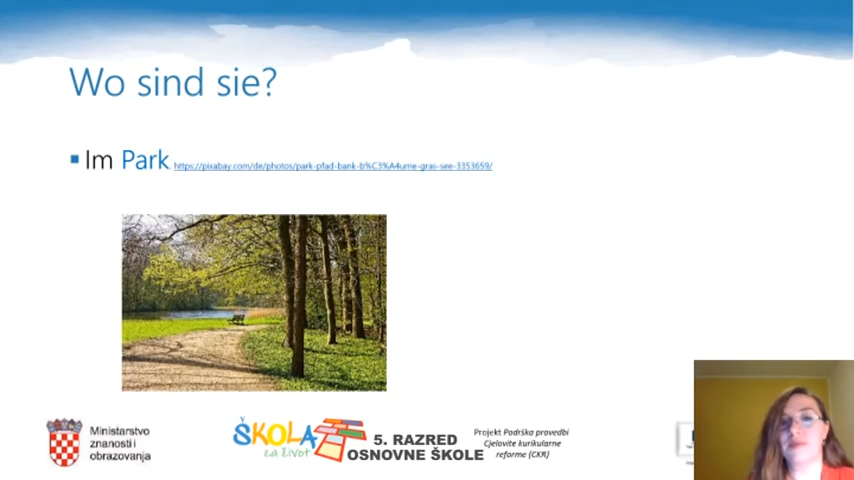 Wo sind sie?
▪ Im Park https://pixabay.com/de/photos/park-pfad-bank-b%C3%A4ume-gras-see-3353659/
Ministarstvo
znanosti i
obrazovanja
ŠKOLA
za život
5. RAZRED
OSNOVNE ŠKOLE
Projekt Podrška provedbi
Cjelovite kurikularne
reforme (CKR)